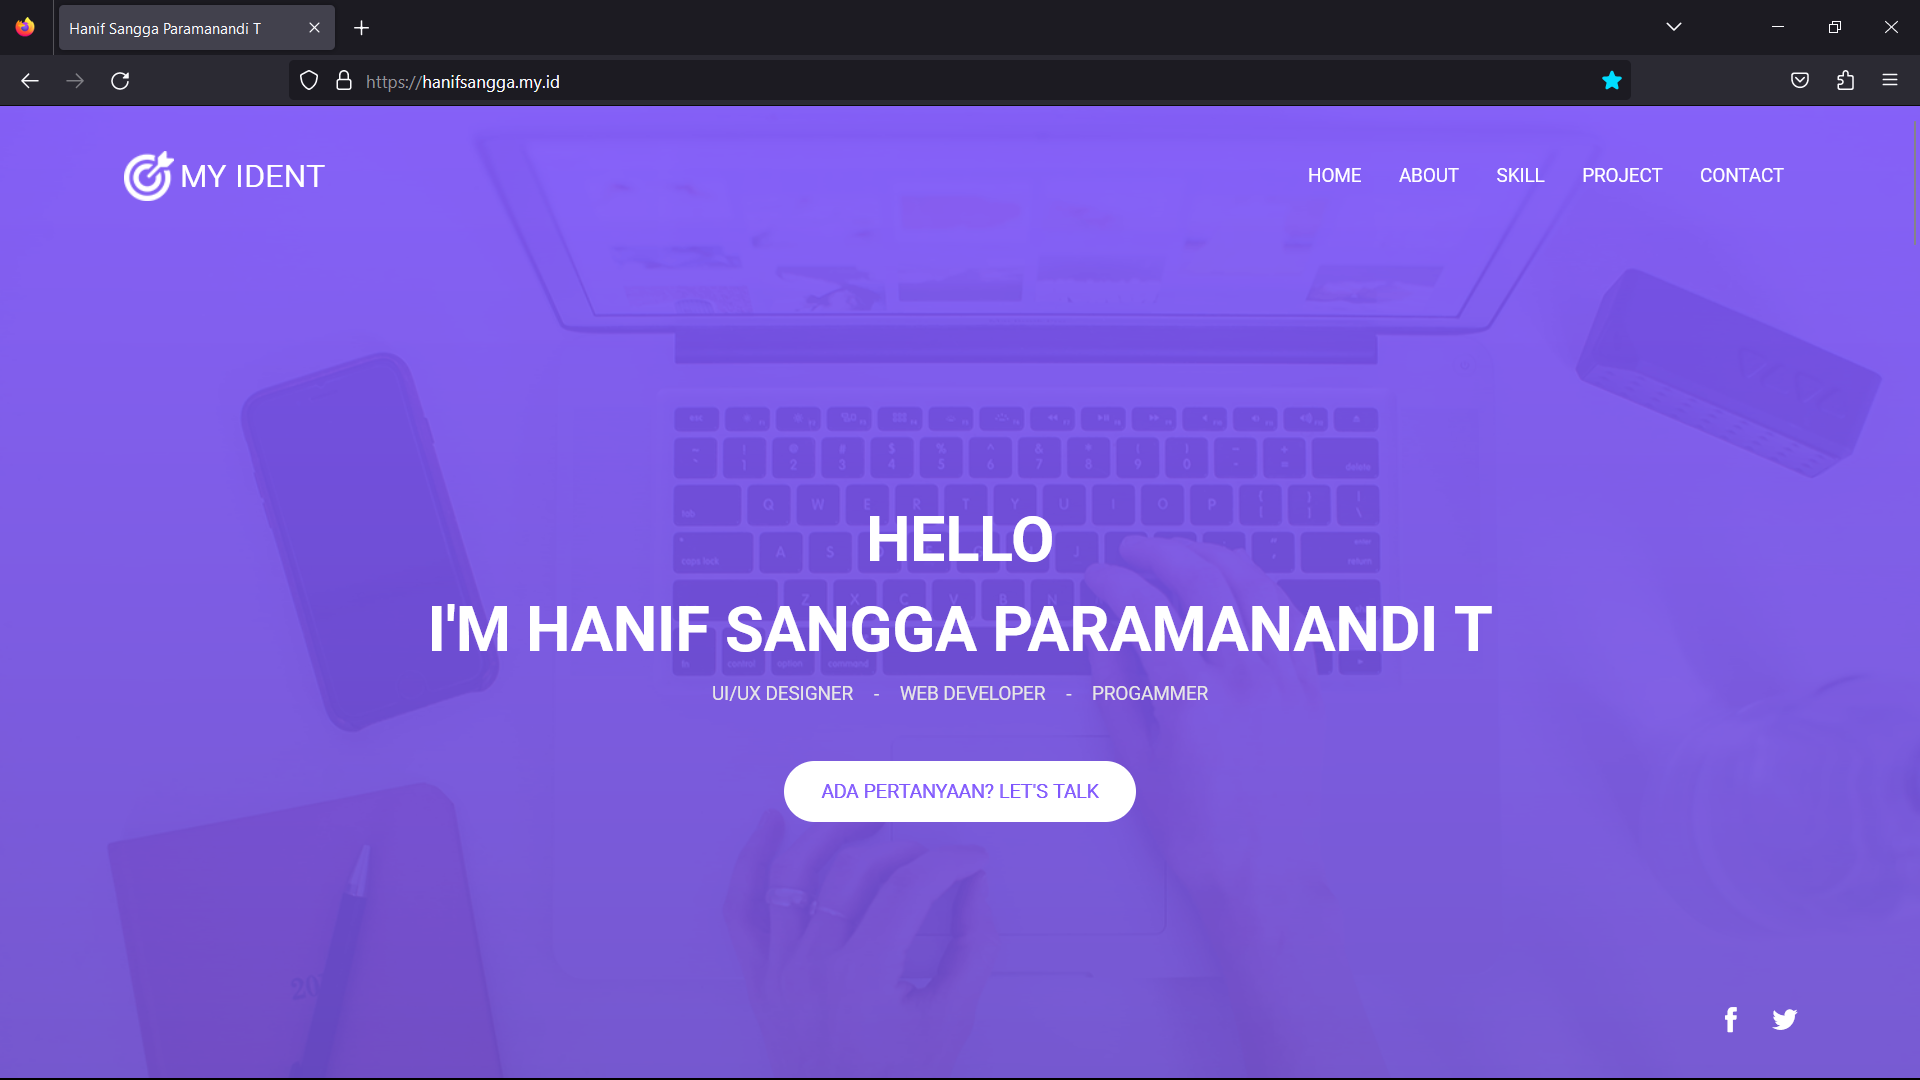 Hanif Sangga Paramanandi T
https://hanifsangga.my.id
MY IDENT
HOME ABOUT SKILL PROJECT CONTACT
HELLO
I'M HANIF SANGGA PARAMANANDI T
UI/UX DESIGNER - WEB DEVELOPER - PROGAMMER
ADA PERTANYAAN? LET'S TALK